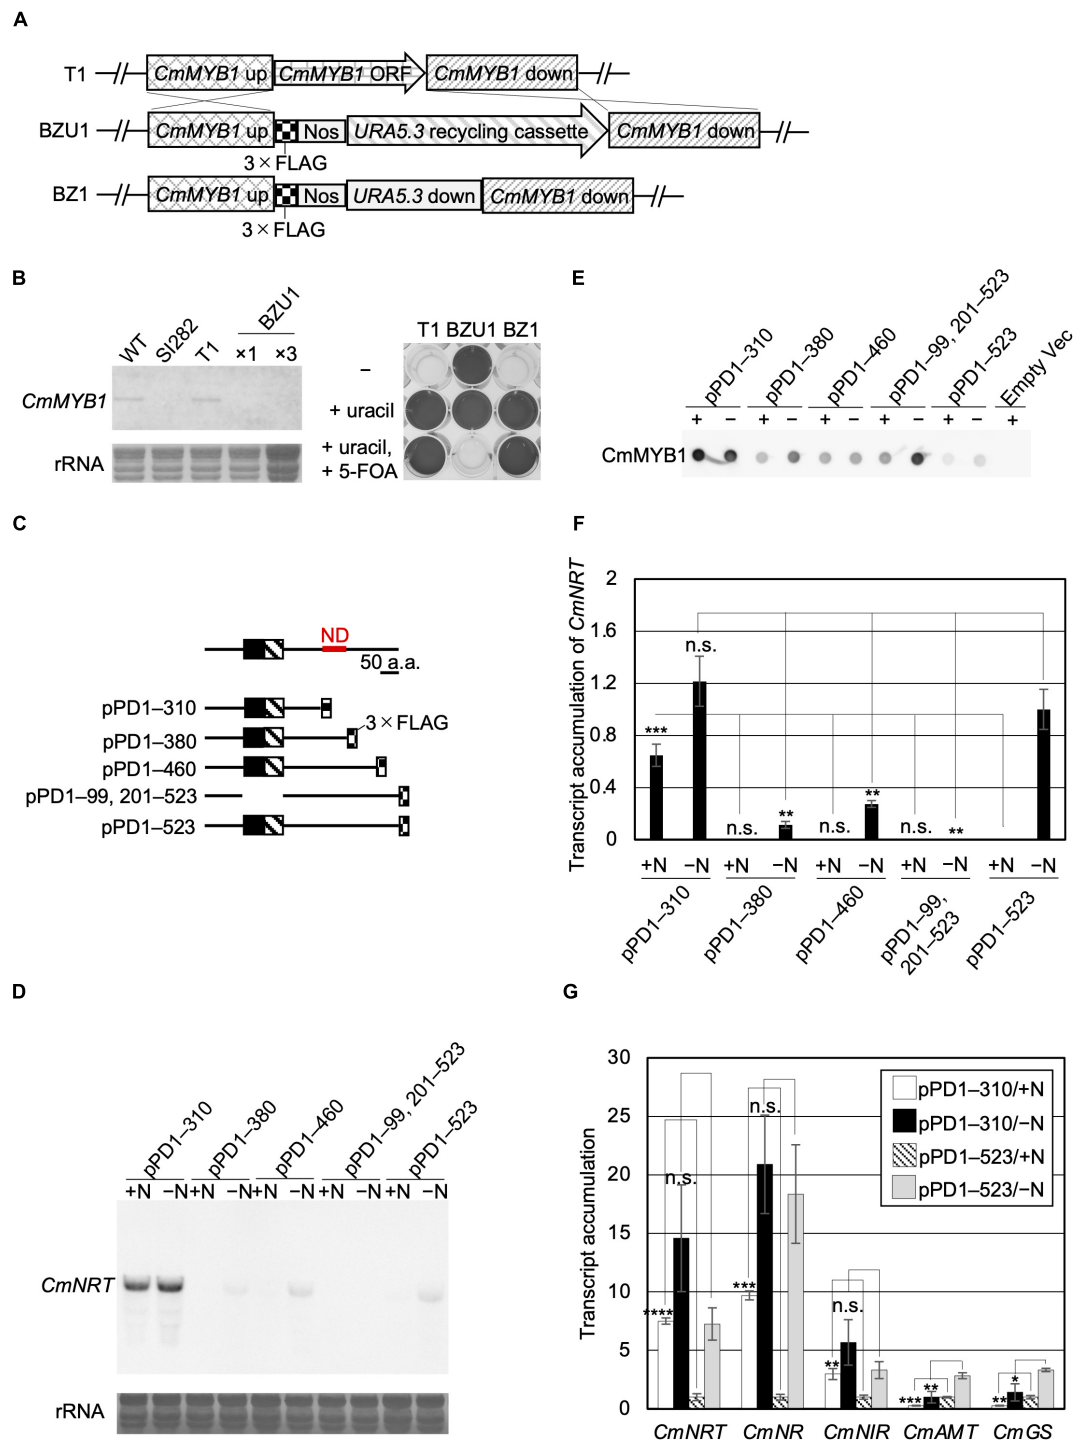 A
T1
CmMYB1 up
CmMYB1 ORF
CmMYB1 down
BZU1
CmMYB1 up
Nos
URA5.3 recycling cassette
CmMYB1 down
3×FLAG
BZ1
CmMYB1 up
Nos
URA5.3 down
CmMYB1 down
3×FLAG
B
WT
SI282
T1
BZU1
×1
×3
CmMYB1
rRNA
T1 BZU1 BZ1
–
+ uracil
+ uracil,
+ 5-FOA
C
ND
50 a.a.
pPD1–310
3×FLAG
pPD1–380
pPD1–460
pPD1–99, 201–523
pPD1–523
D
pPD1–310
pPD1–380
pPD1–460
pPD1–99, 201–523
pPD1–523
+N –N +N –N +N –N +N –N +N –N
CmNRT
rRNA
E
pPD1–310
pPD1–380
pPD1–460
pPD1–99, 201–523
pPD1–523
Empty Vec
+ – + – + – + – + – +
CmMYB1
F
Transcript accumulation of CmNRT
2
1.6
1.2
0.8
0.4
0
***
n.s.
n.s.
**
n.s.
**
n.s.
**
+N –N +N –N +N –N +N –N +N –N
pPD1–310
pPD1–380
pPD1–460
pPD1–99,
201–523
pPD1–523
G
Transcript accumulation
30
25
20
15
10
5
0
pPD1–310/+N
pPD1–310/–N
pPD1–523/+N
pPD1–523/–N
****
n.s.
***
n.s.
**
n.s.
***
**
**
*
CmNRT CmNR CmNIR CmAMT CmGS